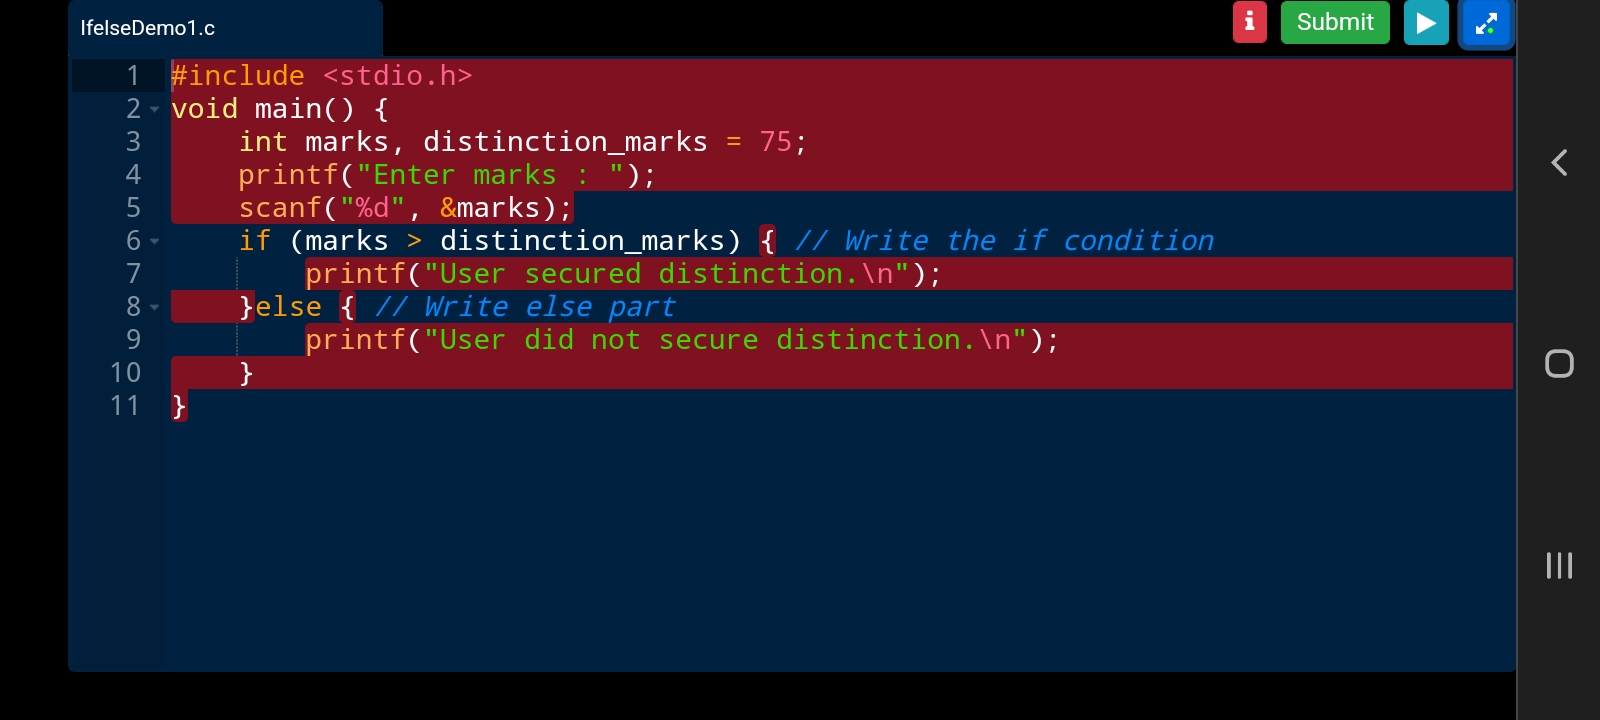 IfelseDemo1.c
i Submit
1 #include <stdio.h>
2 void main() {
3     int marks, distinction_marks = 75;
4     printf("Enter marks : ");
5     scanf("%d", &marks);
6     if (marks > distinction_marks) { // Write the if condition
7         printf("User secured distinction.\n");
8     }else { // Write else part
9         printf("User did not secure distinction.\n");
10     }
11 }